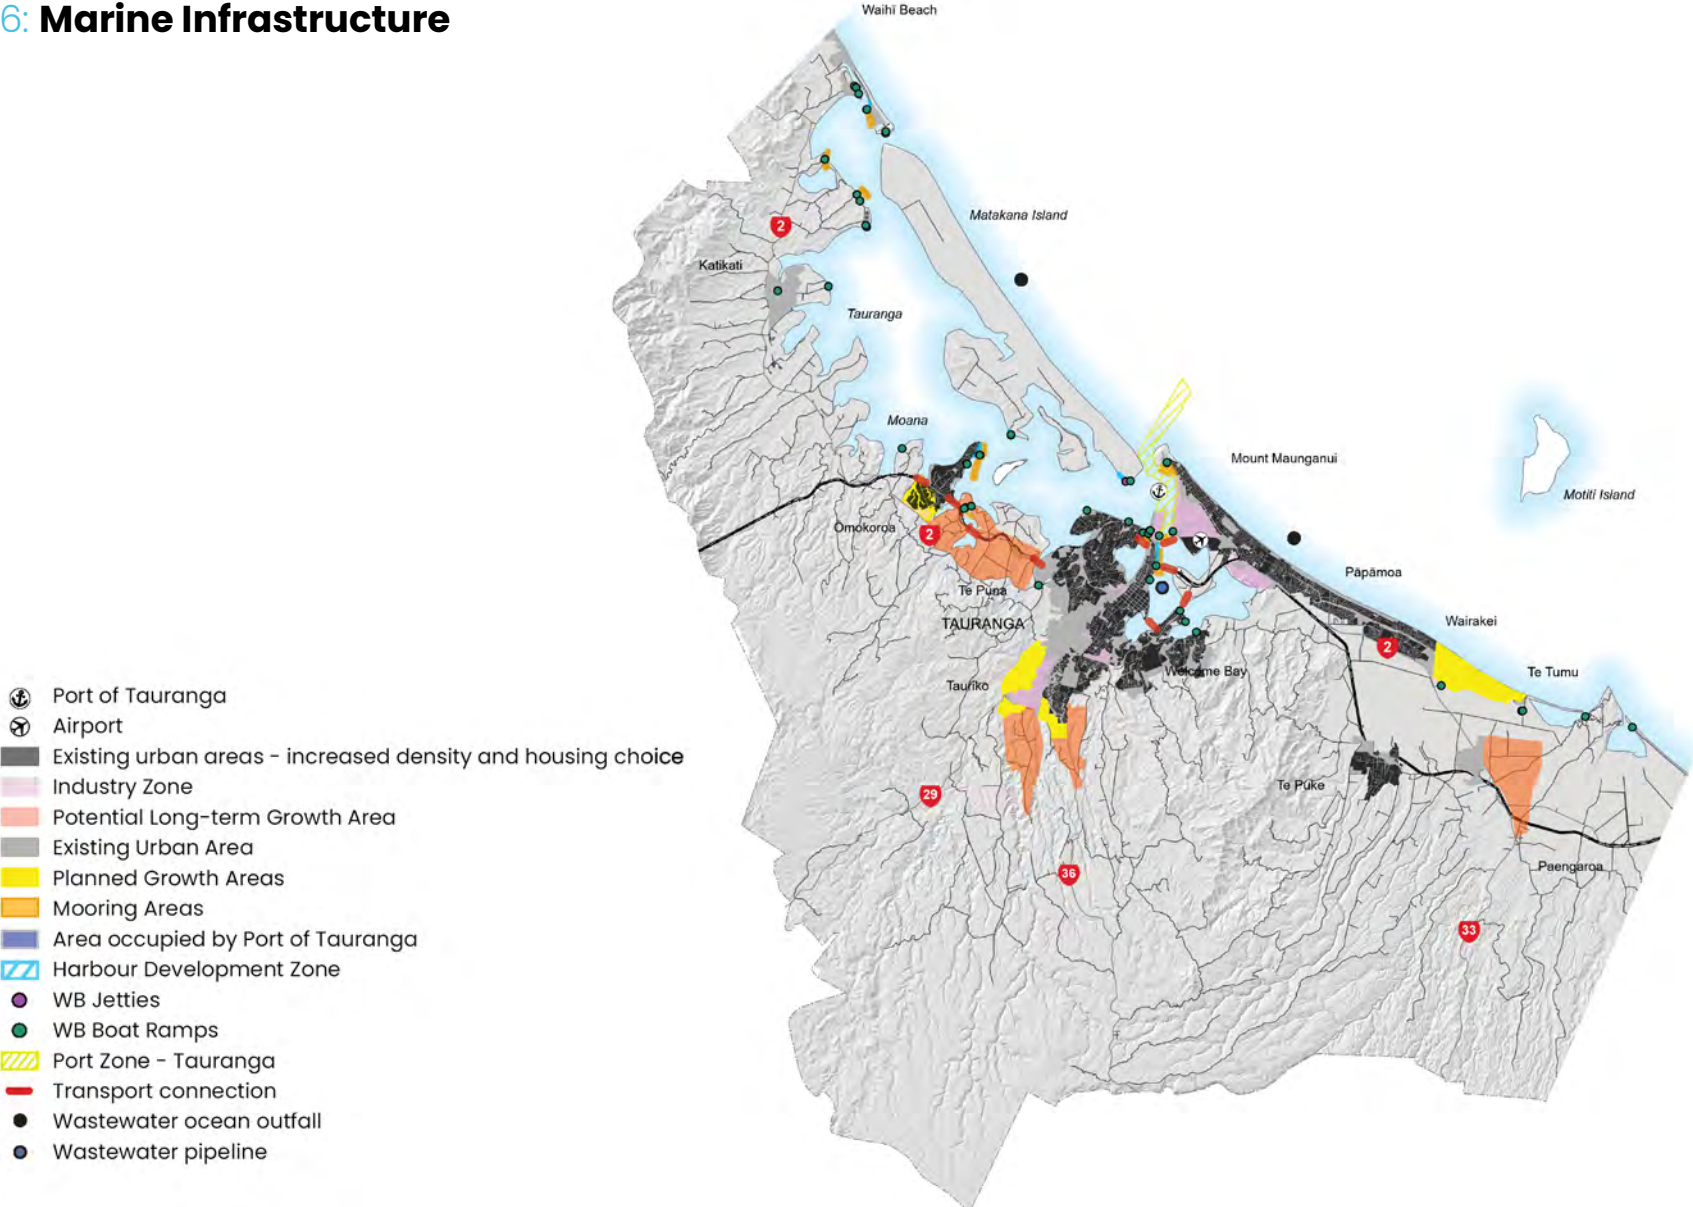 6: Marine Infrastructure
Waihī Beach
Matakana Island
2
Katikati
Tauranga
Moana
Mount Maunganui
Motiti Island
Ōmokoroa
2
Pāpāmoa
Te Puna
TAURANGA
Wairakei
2
Welcome Bay
Te Tumu
Tauriko
Te Puke
29
36
Paengaroa
33
Port of Tauranga
Airport
Existing urban areas - increased density and housing choice
Industry Zone
Potential Long-term Growth Area
Existing Urban Area
Planned Growth Areas
Mooring Areas
Area occupied by Port of Tauranga
Harbour Development Zone
WB Jetties
WB Boat Ramps
Port Zone - Tauranga
Transport connection
Wastewater ocean outfall
Wastewater pipeline